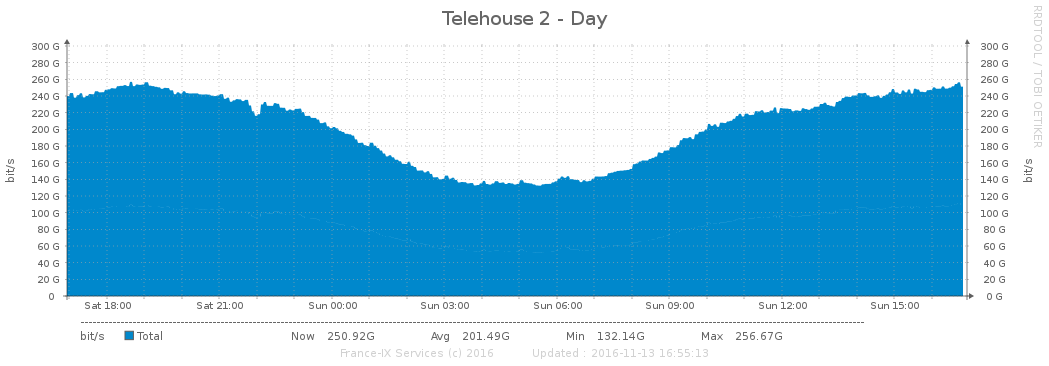 Telehouse 2 - Day
RRDTOOL / TOBI OETIKER
bit/s
300 G 300 G
280 G 280 G
260 G 260 G
240 G 240 G
220 G 220 G
200 G 200 G
180 G 180 G
160 G 160 G
140 G 140 G
120 G 120 G
100 G 100 G
80 G 80 G
60 G 60 G
40 G 40 G
20 G 20 G
0 0 G
bit/s
Sat 18:00 Sat 21:00 Sun 00:00 Sun 03:00 Sun 06:00 Sun 09:00 Sun 12:00 Sun 15:00
bit/s Total Now 250.92G Avg 201.49G Min 132.14G Max 256.67G
France-IX Services (c) 2016 Updated : 2016-11-13 16:55:13